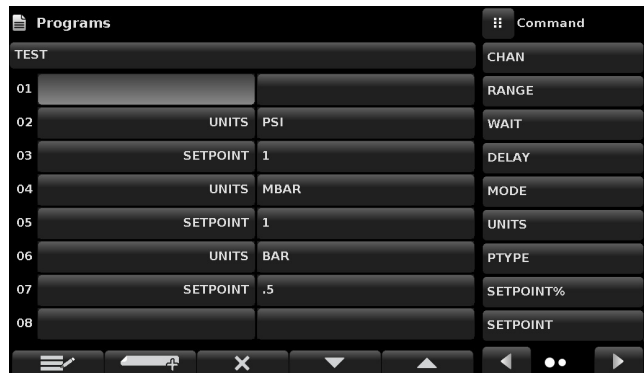 Programs
Command
TEST
CHAN
01
RANGE
02 UNITS PSI
WAIT
03 SETPOINT 1
DELAY
04 UNITS MBAR
MODE
05 SETPOINT 1
UNITS
06 UNITS BAR
PTYPE
07 SETPOINT .5
SETPOINT%
08
SETPOINT